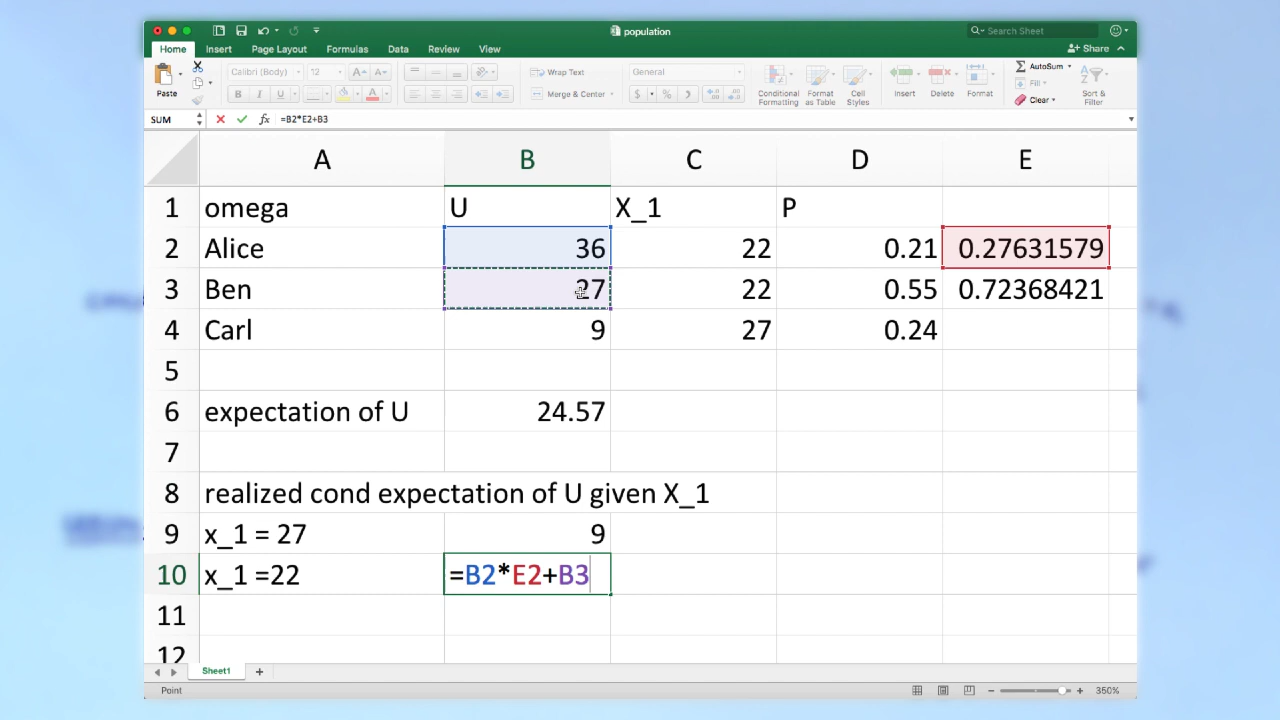 population
Search Sheet
Home Insert Page Layout Formulas Data Review View
Share
Paste
Calibri (Body) 12
A A
Wrap Text
General
AutoSum
Fill
Clear
B I U A
Merge & Center
$ % )
Conditional Formatting
Format as Table
Cell Styles
Insert Delete Format
Sort & Filter
SUM fx =B2*E2+B3
A B C D E
1 omega U X_1 P
2 Alice 36 22 0.21 0.27631579
3 Ben 27 22 0.55 0.72368421
4 Carl 9 27 0.24
5
6 expectation of U 24.57
7
8 realized cond expectation of U given X_1
9 x_1 = 27 9
10 x_1 =22 =B2*E2+B3
11
12
Sheet1 +
Point
350%